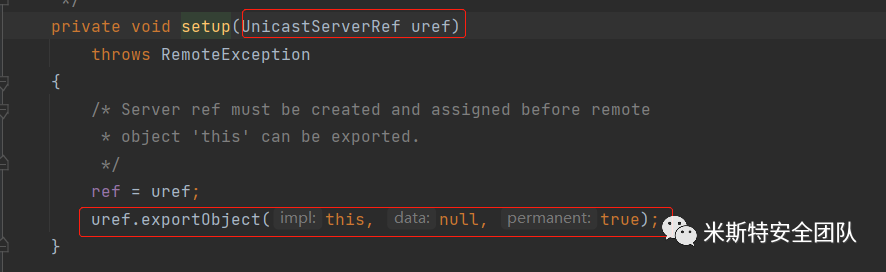 */
private void setup(UnicastServerRef uref)
throws RemoteException
{
/* Server ref must be created and assigned before remote
* object 'this' can be exported.
*/
ref = uref;
uref.exportObject( impl: this, data: null, permanent: true);
}
米斯特安全团队